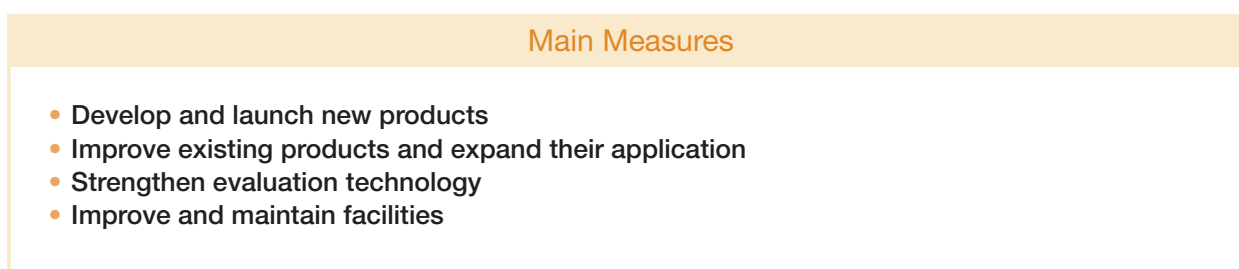 Main Measures
• Develop and launch new products
• Improve existing products and expand their application
• Strengthen evaluation technology
• Improve and maintain facilities